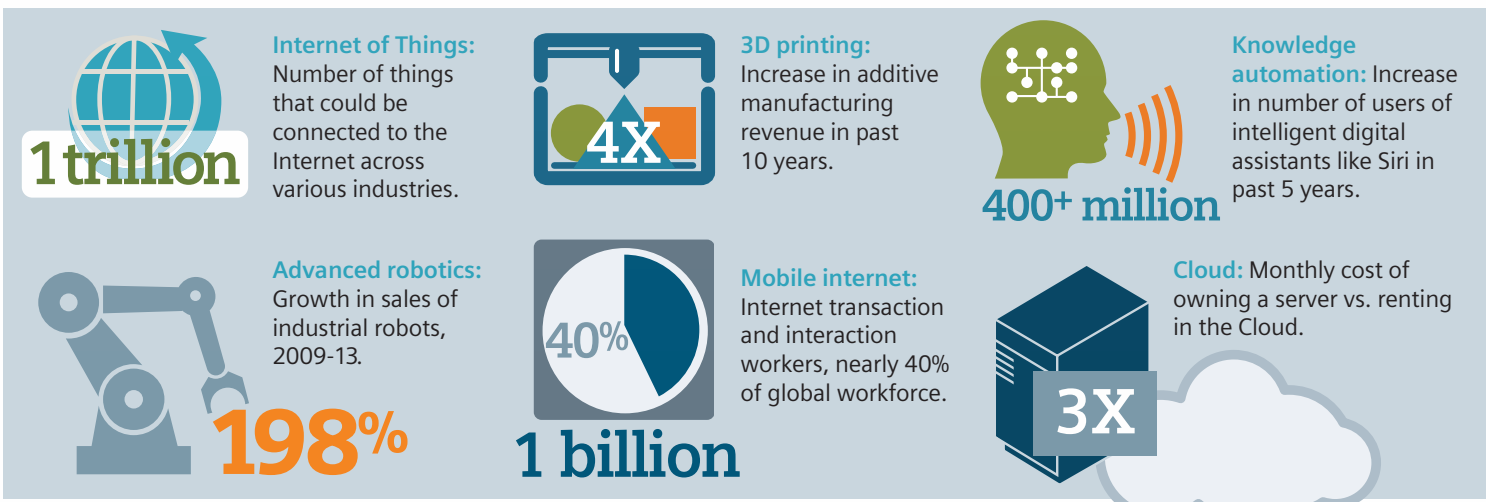 Internet of Things:
Number of things
that could be
connected to the
Internet across
various industries.
1 trillion
3D printing:
Increase in additive
manufacturing
revenue in past
10 years.
4X
Knowledge
automation: Increase
in number of users of
intelligent digital
assistants like Siri in
past 5 years.
400+ million
Advanced robotics:
Growth in sales of
industrial robots,
2009-13.
198%
Mobile internet:
Internet transaction
and interaction
workers, nearly 40%
of global workforce.
40%
1 billion
Cloud: Monthly cost of
owning a server vs. renting
in the Cloud.
3X